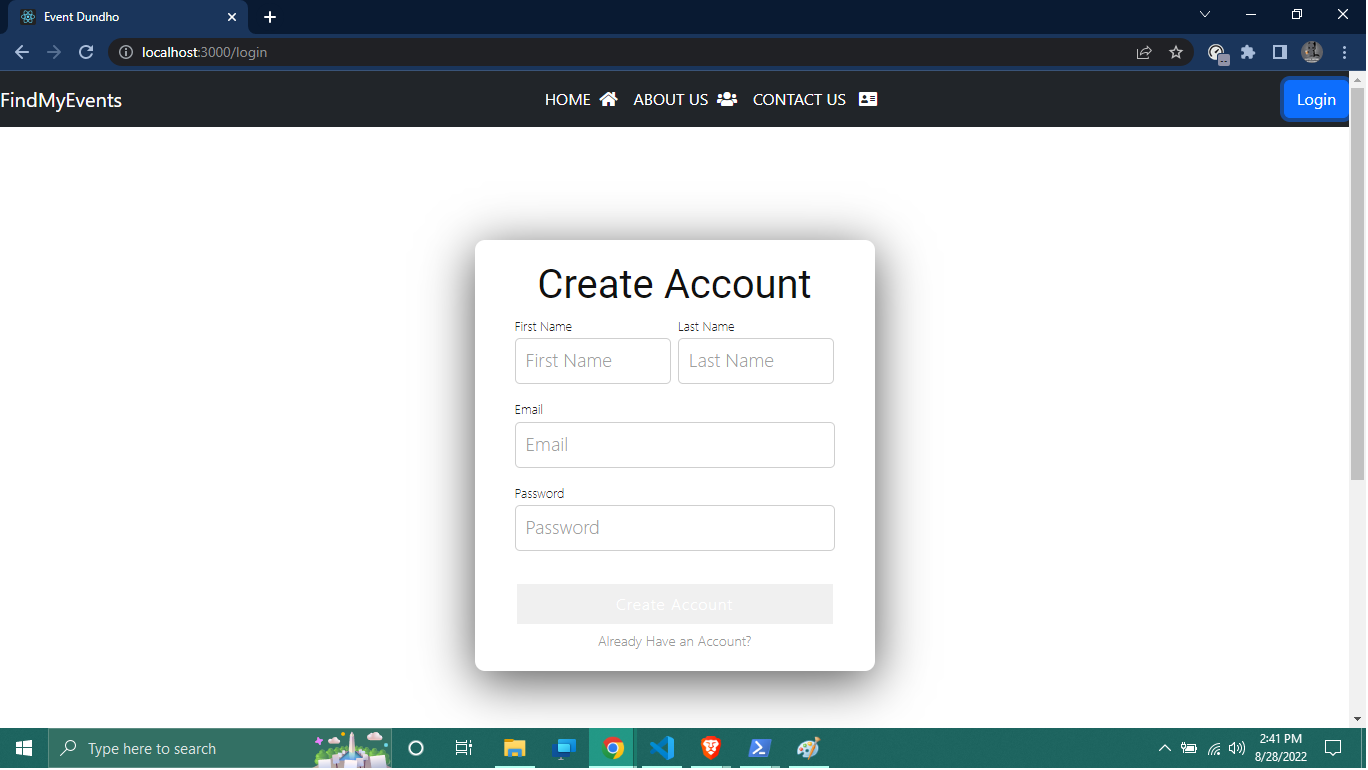 Event Dundho
localhost:3000/login
FindMyEvents
HOME ABOUT US CONTACT US
Login
Create Account
First Name Last Name
First Name Last Name
Email
Email
Password
Password
Create Account
Already Have an Account?
Type here to search
2:41 PM
8/28/2022